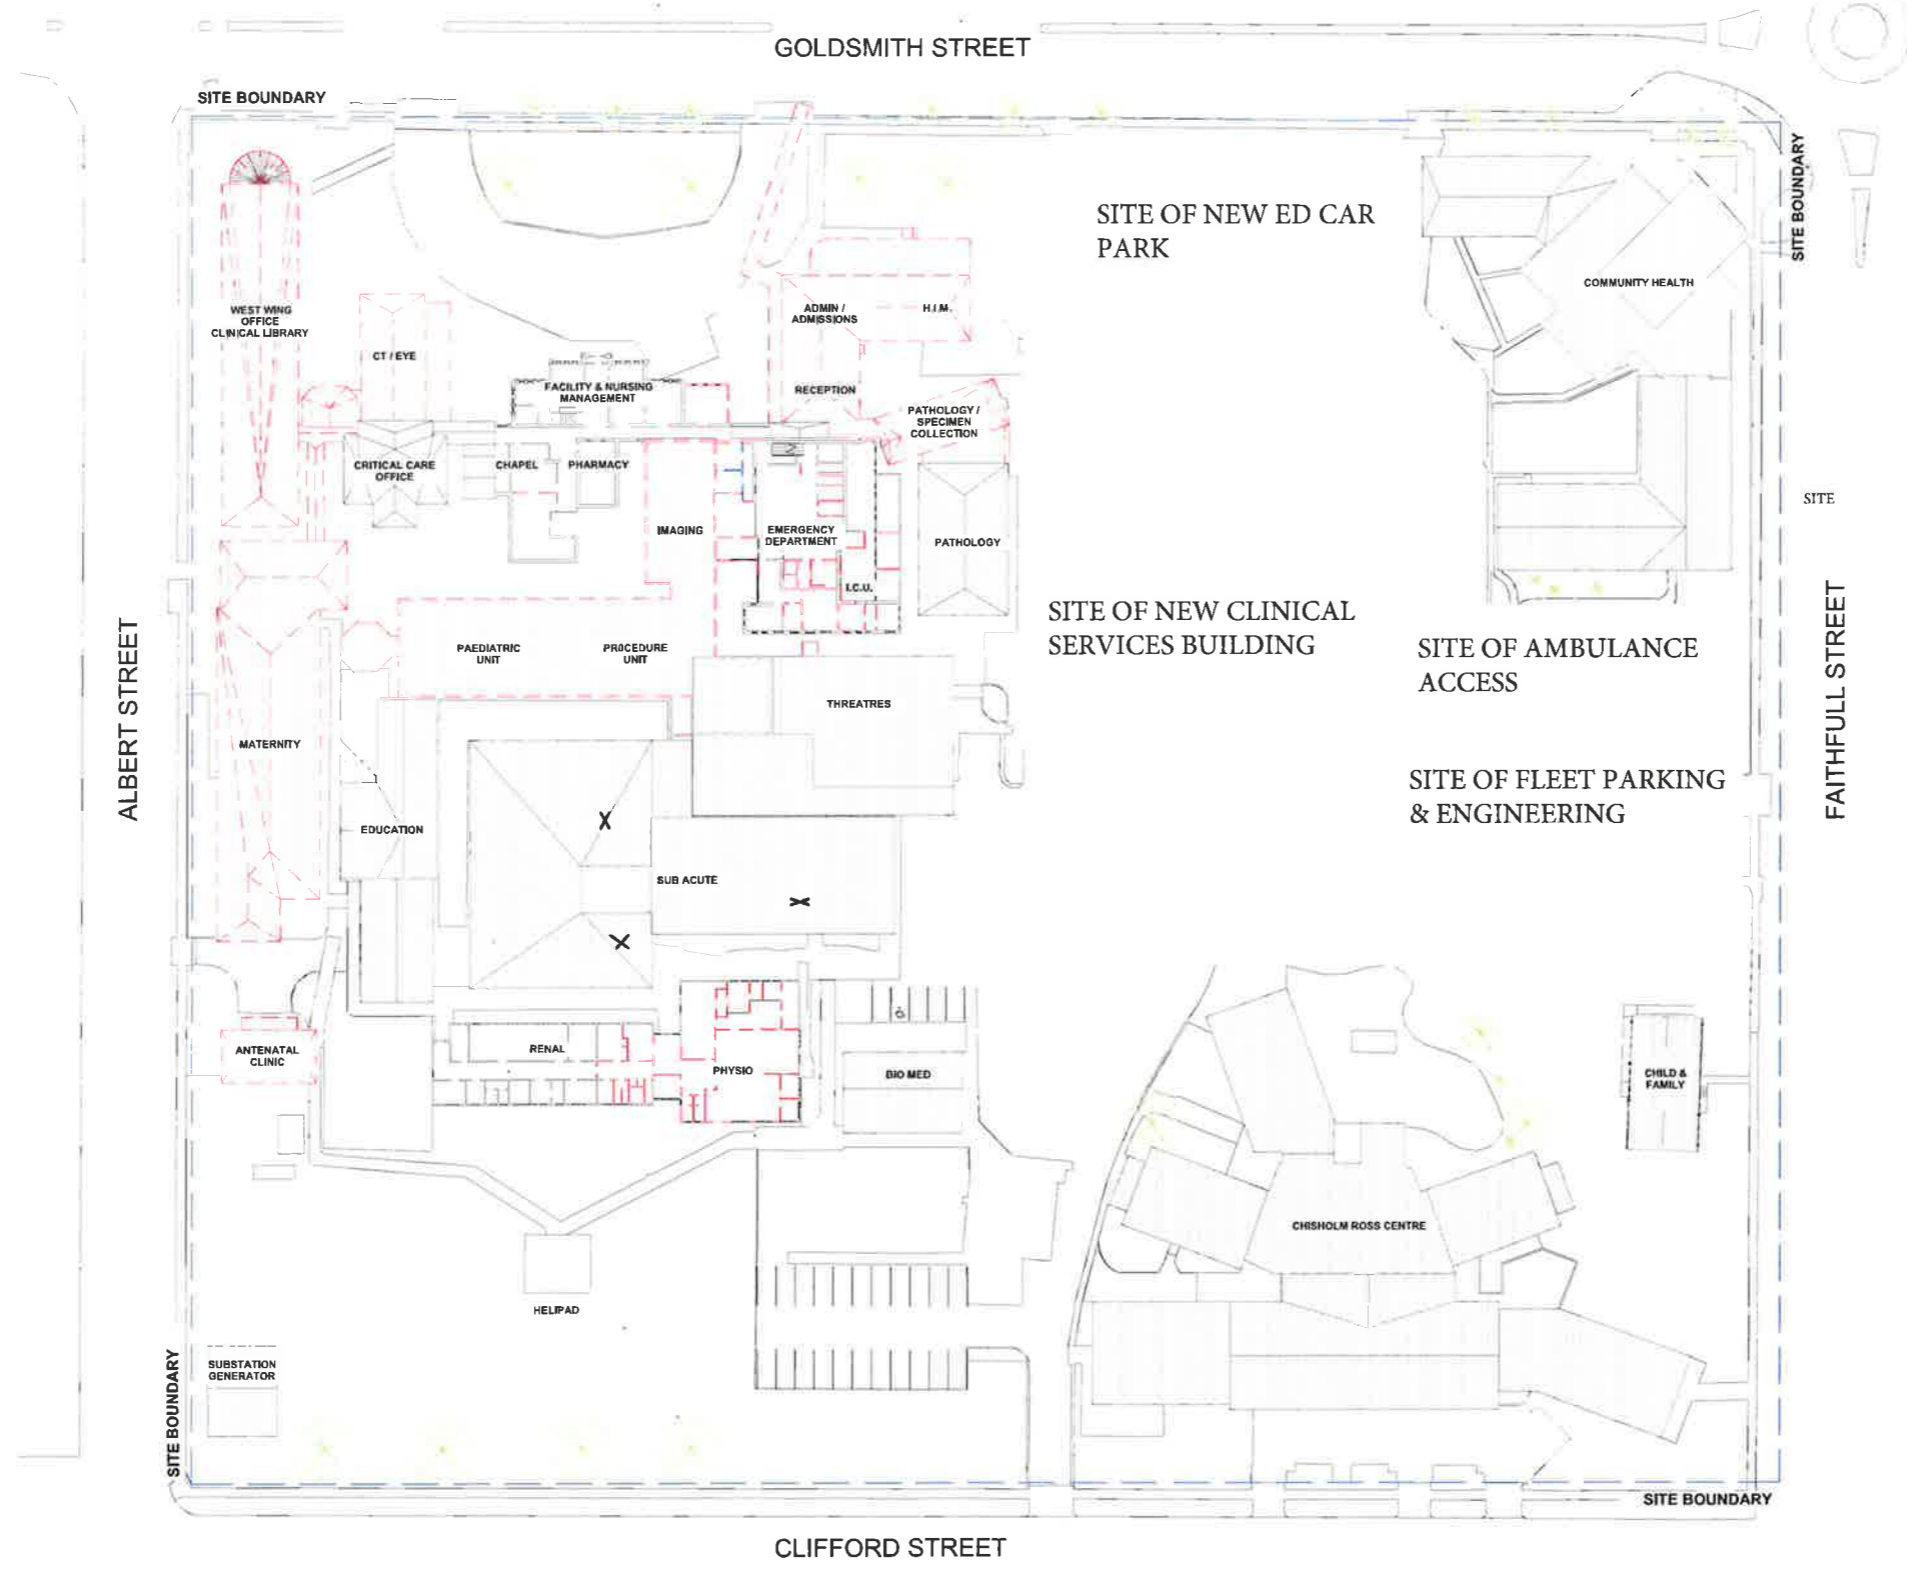 GOLDSMITH STREET
SITE BOUNDARY
SITE BOUNDARY
SITE OF NEW ED CAR
PARK
COMMUNITY HEALTH
WEST WING
OFFICE
CLINICAL LIBRARY
ADMIN /
ADMISSIONS
H.I.M.
CT / EYE
FACILITY & NURSING
MANAGEMENT
RECEPTION
PATHOLOGY /
SPECIMEN
COLLECTION
CRITICAL CARE
OFFICE
CHAPEL
PHARMACY
SITE
IMAGING
EMERGENCY
DEPARTMENT
PATHOLOGY
I.C.U.
SITE OF NEW CLINICAL
SERVICES BUILDING
ALBERT STREET
FAITHFULL STREET
PAEDIATRIC
UNIT
PROCEDURE
UNIT
SITE OF AMBULANCE
ACCESS
THREATRES
MATERNITY
SITE OF FLEET PARKING
& ENGINEERING
EDUCATION
SUB ACUTE
RENAL
ANTENATAL
CLINIC
PHYSIO
BIO MED
CHILD &
FAMILY
CHISHOLM ROSS CENTRE
HELIPAD
SUBSTATION
GENERATOR
SITE BOUNDARY
SITE BOUNDARY
CLIFFORD STREET